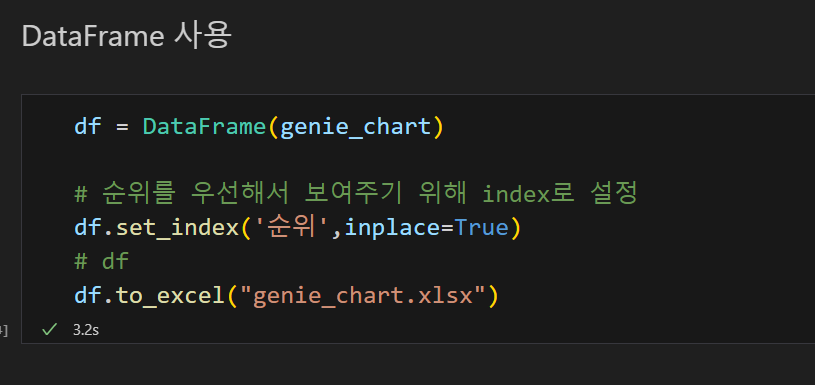 DataFrame 사용
df = DataFrame(genie_chart)
# 순위를 우선해서 보여주기 위해 index로 설정
df.set_index('순위',inplace=True)
# df
df.to_excel("genie_chart.xlsx")
✓ 3.2s